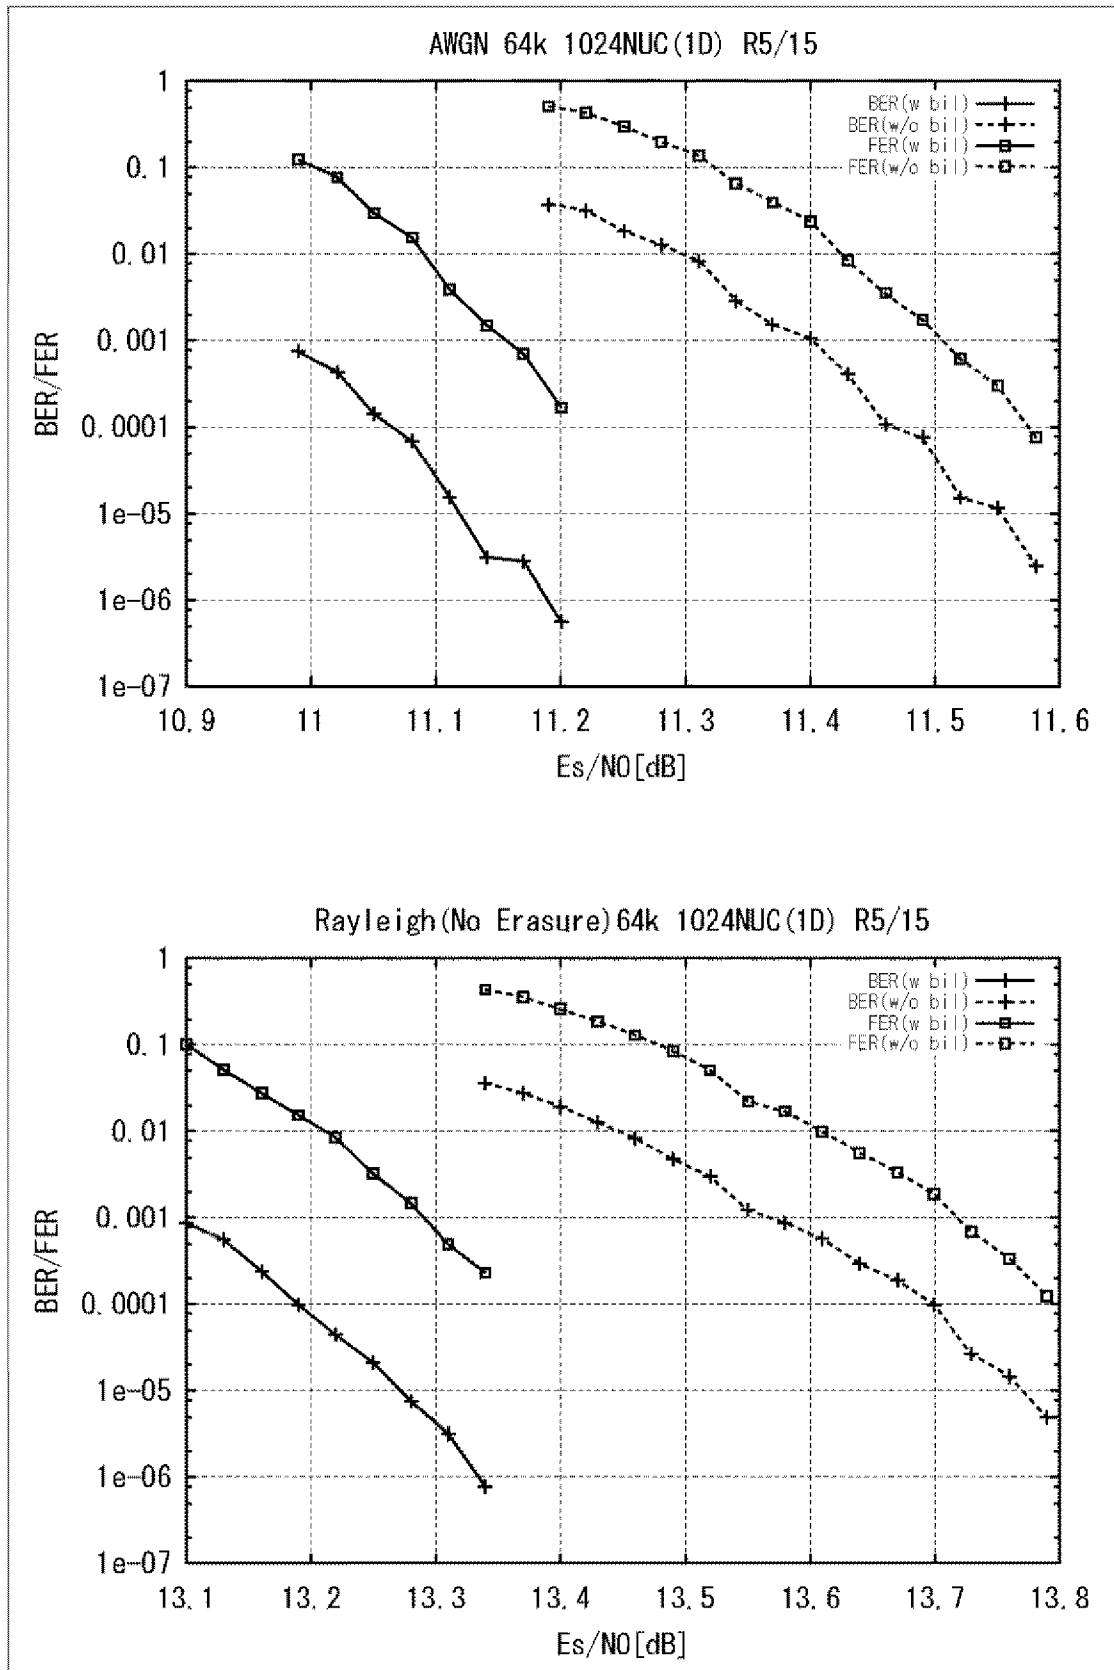 AWGN 64k 1024NUC(1D) R5/15
BER(w bil)
BER(w/o bil)
FER(w bil)
FER(w/o bil)
1
0.1
0.01
0.001
0.0001
1e-05
1e-06
1e-07
BER/FER
10.9 11 11.1 11.2 11.3 11.4 11.5 11.6
Es/N0[dB]
Rayleigh(No Erasure)64k 1024NUC(1D) R5/15
BER(w bil)
BER(w/o bil)
FER(w bil)
FER(w/o bil)
1
0.1
0.01
0.001
0.0001
1e-05
1e-06
1e-07
BER/FER
13.1 13.2 13.3 13.4 13.5 13.6 13.7 13.8
Es/N0[dB]